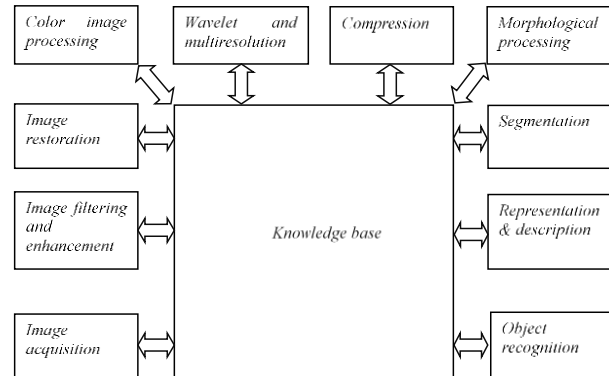 Color image
processing
Wavelet and
multiresolution
Compression
Morphological
processing
Image
restoration
Segmentation
Image filtering
and
enhancement
Knowledge base
Representation
& description
Image
acquisition
Object
recognition